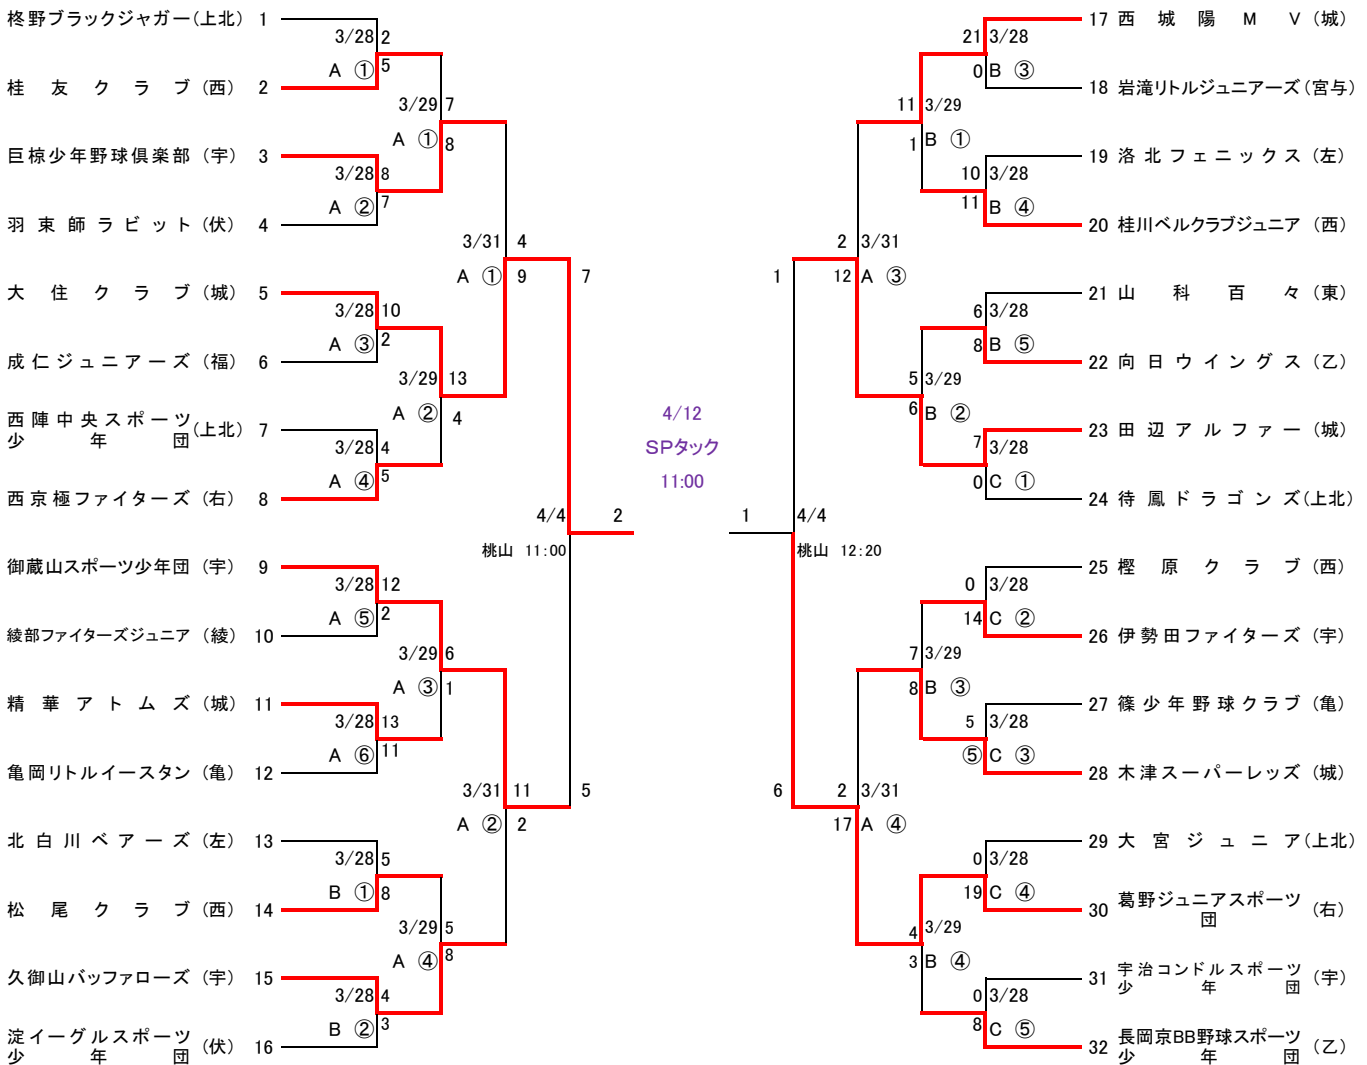 柊野ブラックジャガー(上北) 1
3/28 2
A ① 5
桂友クラブ(西) 2
3/29 7
A ① 8
巨椋少年野球倶楽部(宇) 3
3/28 8
A ② 7
羽束師ラビット(伏) 4
3/31 4
A ① 9
7
大住クラブ(城) 5
3/28 10
A ③ 2
成仁ジュニアーズ(福) 6
3/29 13
A ② 4
西陣中央スポーツ
少年団(上北) 7
3/28 4
A ④ 5
西京極ファイターズ(右) 8
4/4 2
桃山 11:00
御蔵山スポーツ少年団(宇) 9
3/28 12
A ⑤ 2
綾部ファイターズジュニア(綾) 10
3/29 6
A ③ 1
精華アトムズ(城) 11
3/28 13
A ⑥ 11
亀岡リトルイースタン(亀) 12
3/31 11
A ② 2
5
北白川ベアーズ(左) 13
3/28 5
B ① 8
松尾クラブ(西) 14
3/29 5
A ④ 8
久御山バッファローズ(宇) 15
3/28 4
B ② 3
淀イーグルスポーツ
少年団(伏) 16
4/12
SPタック
11:00
17 西城陽MV(城)
21 3/28
0 B ③
18 岩滝リトルジュニアーズ(宮与)
11 3/29
1 B ①
19 洛北フェニックス(左)
10 3/28
11 B ④
20 桂川ベルクラブジュニア(西)
2 3/31
12 A ③
1
21 山科百々(東)
6 3/28
8 B ⑤
22 向日ウイングス(乙)
5 3/29
6 B ②
23 田辺アルファー(城)
7 3/28
0 C ①
24 待鳳ドラゴンズ(上北)
1 4/4
桃山 12:20
25 樫原クラブ(西)
0 3/28
14 C ②
26 伊勢田ファイターズ(宇)
7 3/29
8 B ③
27 篠少年野球クラブ(亀)
5 3/28
⑤ C ③
28 木津スーパーレッズ(城)
6
2 3/31
17 A ④
29 大宮ジュニア(上北)
0 3/28
19 C ④
30 葛野ジュニアスポーツ
団(右)
4 3/29
3 B ④
31 宇治コンドルスポーツ
少年団(宇)
0 3/28
8 C ⑤
32 長岡京BB野球スポーツ
少年団(乙)